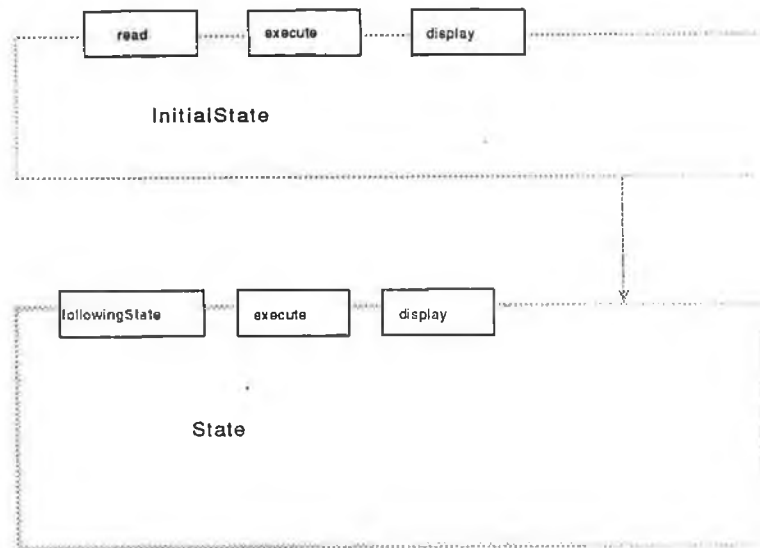 read execute display
InitialState
followingState execute display
State